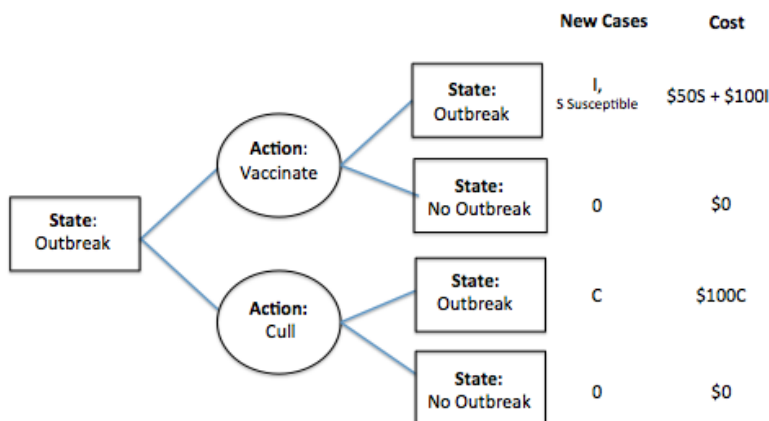 New Cases Cost
State:
Outbreak
I,
S Susceptible
$50S + $100I
Action:
Vaccinate
State:
No Outbreak
0
$0
State:
Outbreak
State:
Outbreak
C
$100C
Action:
Cull
State:
No Outbreak
0
$0